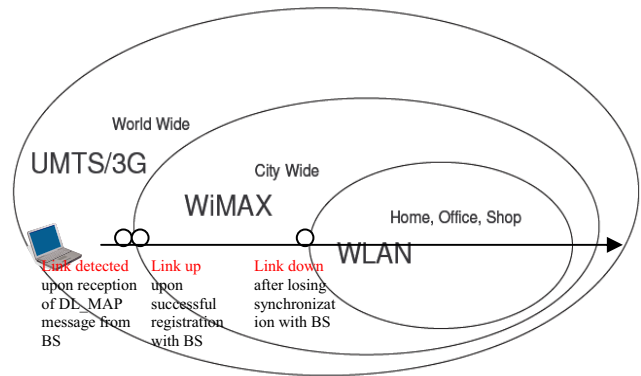 World Wide
UMTS/3G
City Wide
WiMAX
Home, Office, Shop
WLAN
Link detected
upon reception
of DL_MAP
message from
BS
Link up
upon
successful
registration
with BS
Link down
after losing
synchronizat
ion with BS